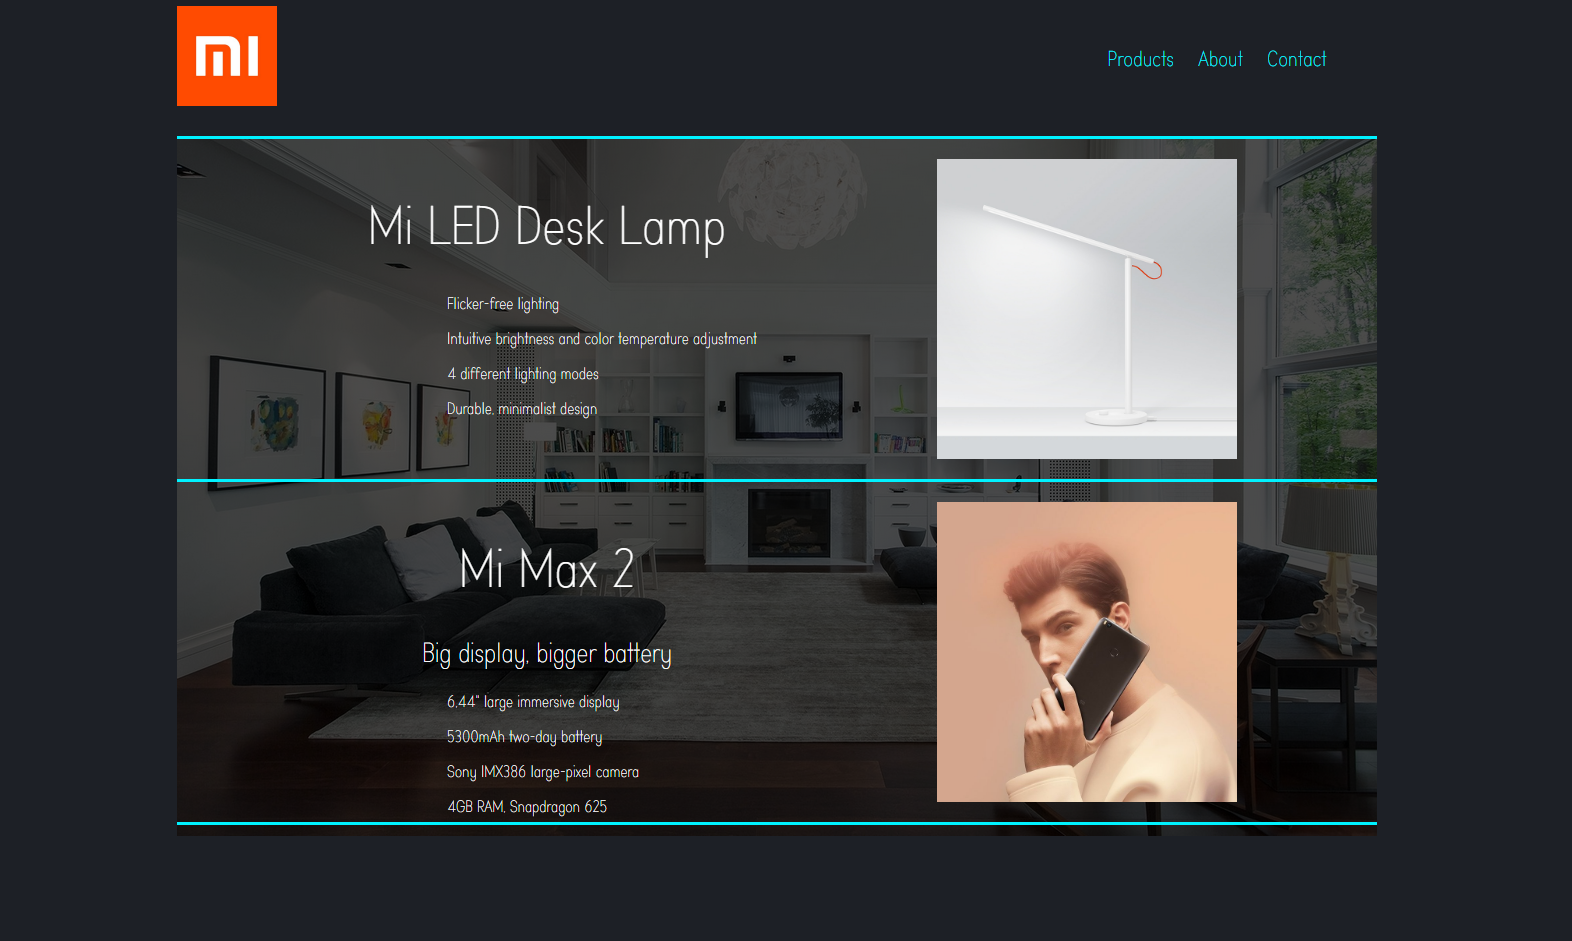 mi
Products About Contact
Mi LED Desk Lamp
Flicker-free lighting
Intuitive brightness and color temperature adjustment
4 different lighting modes
Durable, minimalist design
Mi Max 2
Big display, bigger battery
6,44" large immersive display
5300mAh two-day battery
Sony IMX386 large-pixel camera
4GB RAM, Snapdragon 625